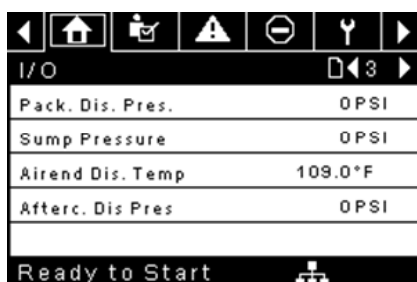 I/O 3
Pack. Dis. Pres. 0PSI
Sump Pressure 0PSI
Airend Dis. Temp 109.0°F
Afterc. Dis Pres 0PSI
Ready to Start